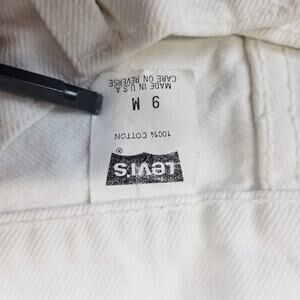 LEVI'S
®
100% COTTON
9 M
MADE IN U.S.A.
CARE ON REVERSE